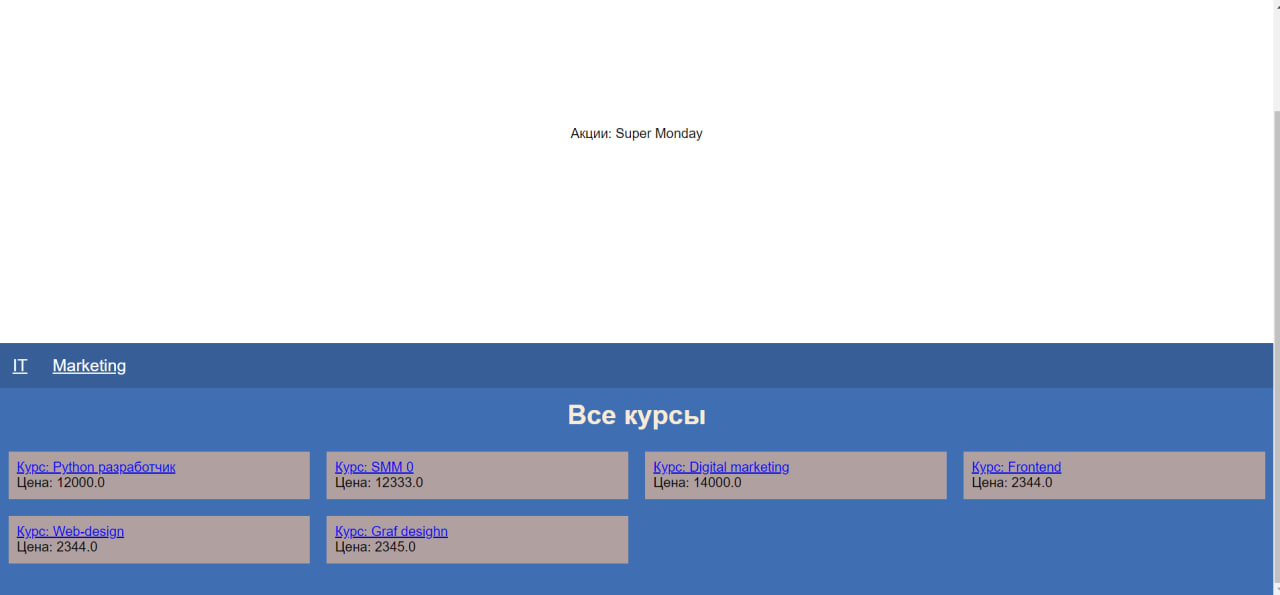 Акции: Super Monday
IT Marketing
Все курсы
Курс: Python разработчик
Цена: 12000.0
Курс: SMM 0
Цена: 12333.0
Курс: Digital marketing
Цена: 14000.0
Курс: Frontend
Цена: 2344.0
Курс: Web-design
Цена: 2344.0
Курс: Graf desighn
Цена: 2345.0